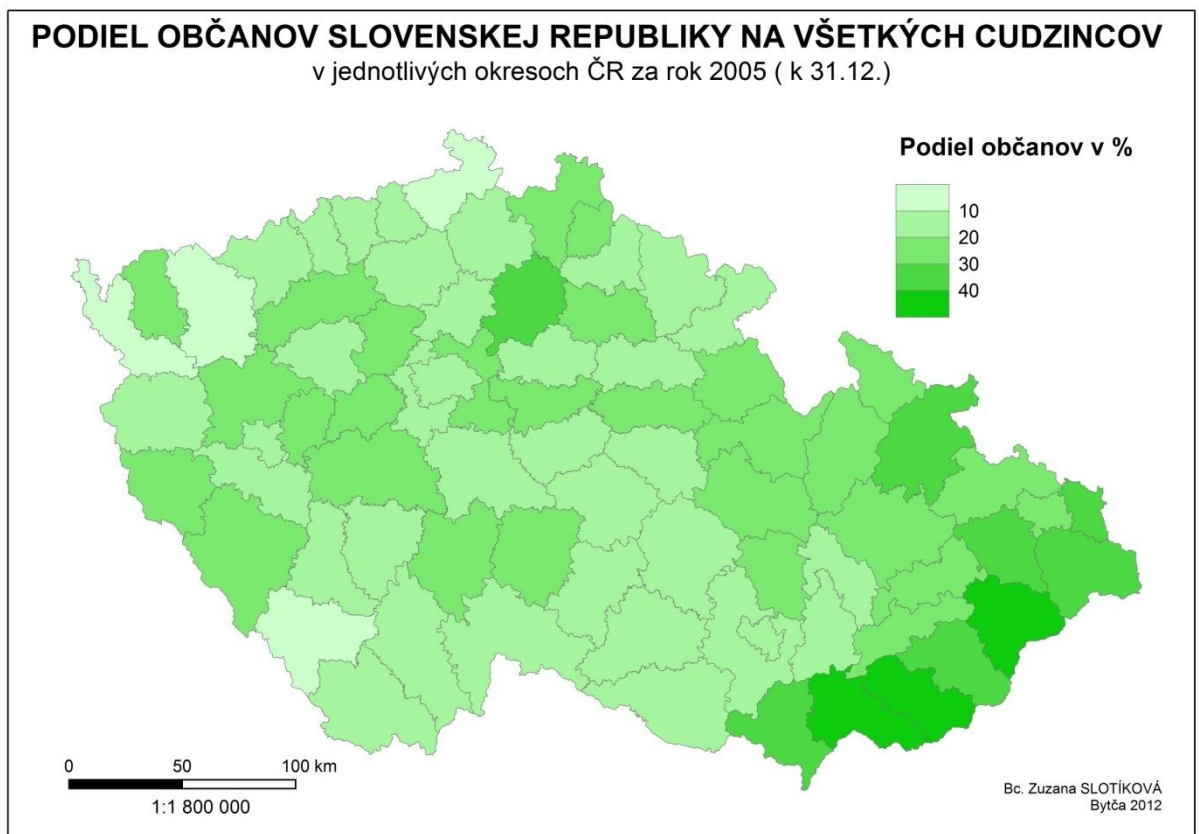 PODIEL OBČANOV SLOVENSKEJ REPUBLIKY NA VŠETKÝCH CUDZINCOV
v jednotlivých okresoch ČR za rok 2005 ( k 31.12.)
Podiel občanov v %
10
20
30
40
0 50 100 km
1:1 800 000
Bc. Zuzana SLOTÍKOVÁ
Bytča 2012